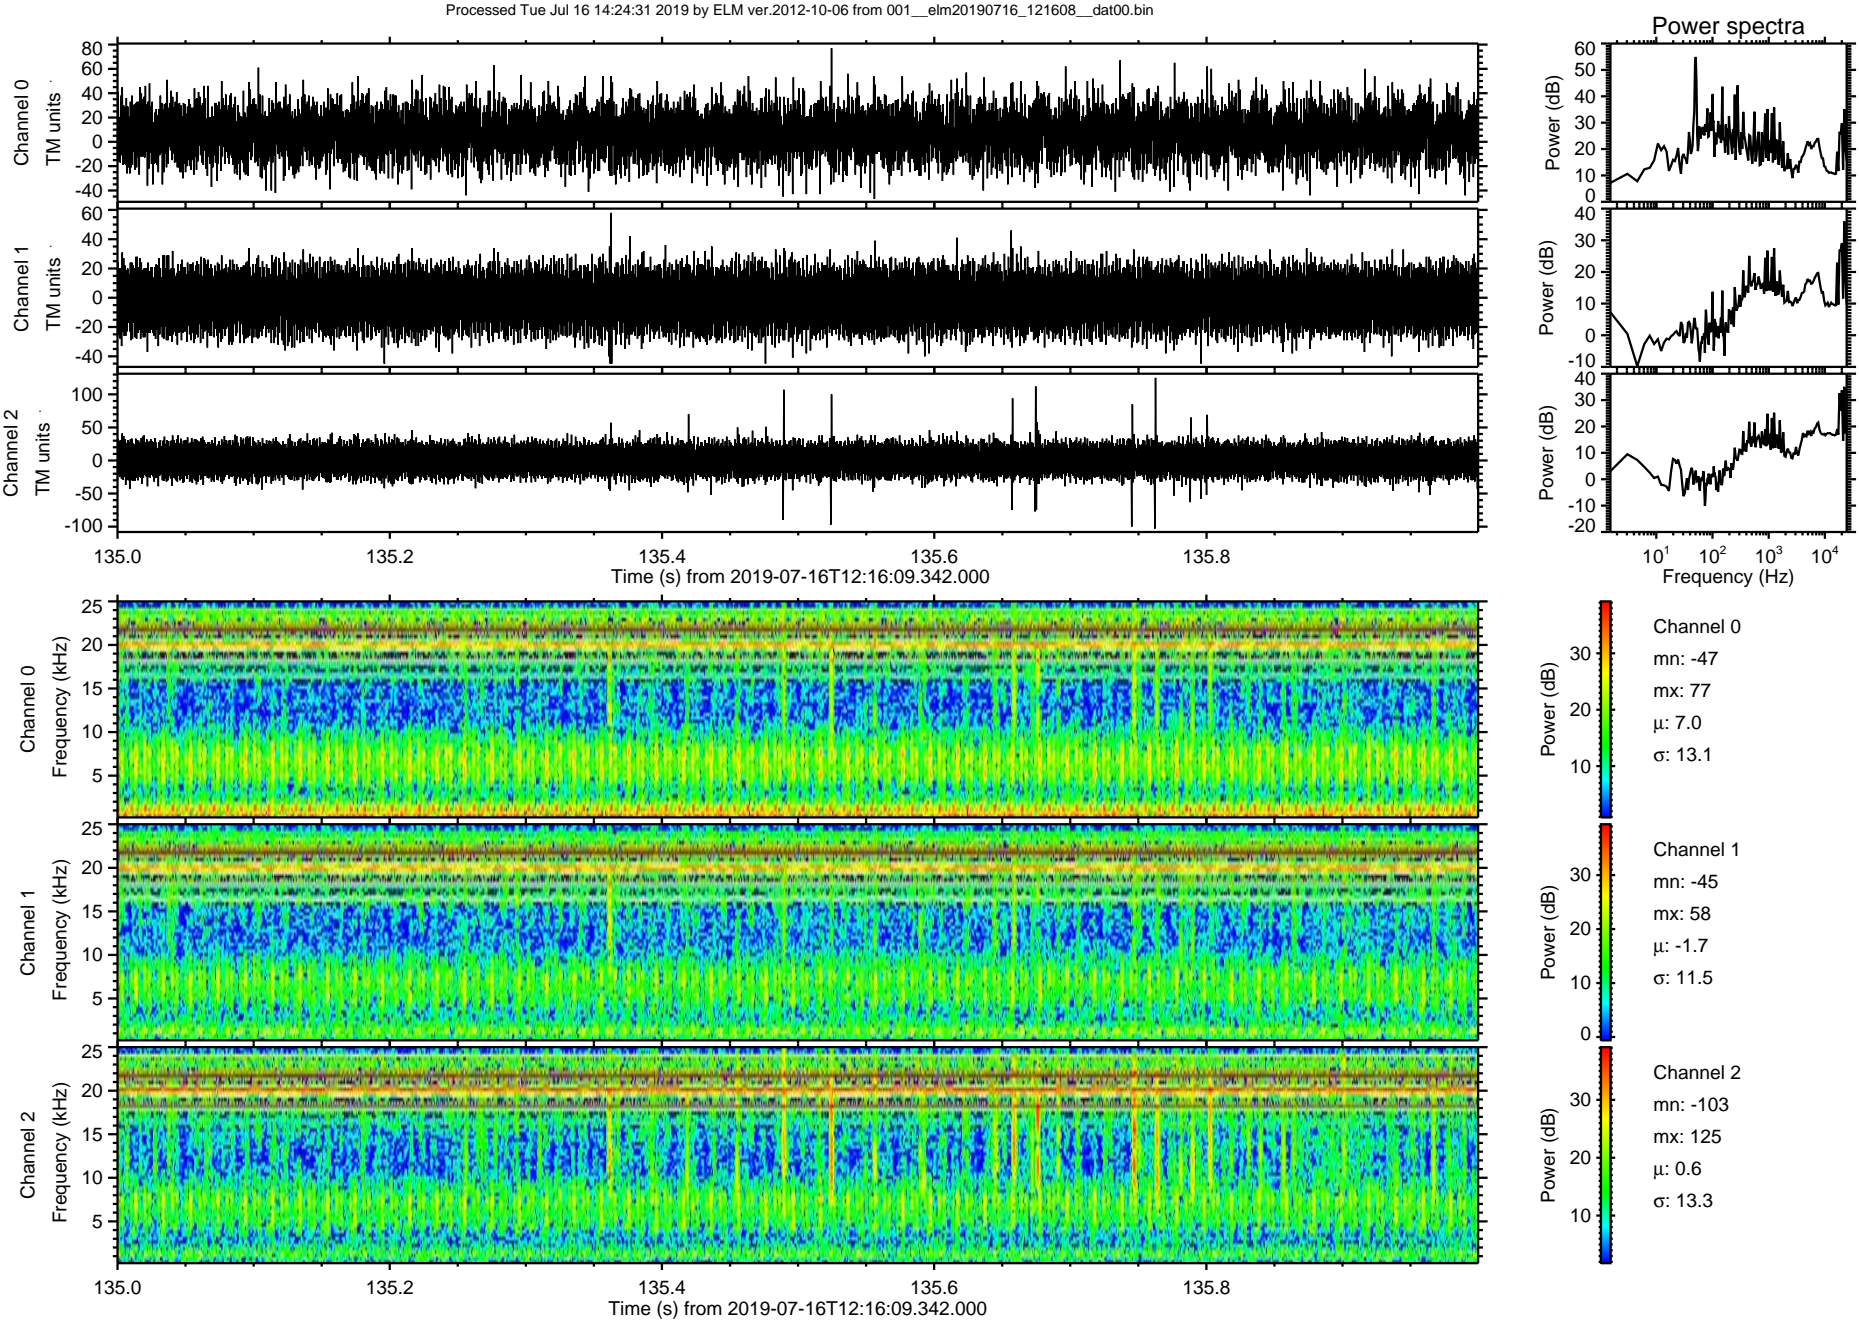 Processed Tue Jul 16 14:24:31 2019 by ELM ver.2012-10-06 from 001__elm20190716_121608__dat00.bin
Power spectra
Channel 0
TM units
80
60
40
20
0
-20
-40
Power (dB)
60
50
40
30
20
10
0
Channel 1
TM units
60
40
20
0
-20
-40
Power (dB)
40
30
20
10
0
-10
Channel 2
TM units
100
50
0
-50
-100
Power (dB)
40
30
20
10
0
-10
-20
135.0 135.2 135.4 135.6 135.8
Time (s) from 2019-07-16T12:16:09.342.000
10¹ 10² 10³ 10⁴
Frequency (Hz)
Channel 0
Frequency (kHz)
25
20
15
10
5
Power (dB)
30
20
10
Channel 0
mn: -47
mx: 77
μ: 7.0
σ: 13.1
Channel 1
Frequency (kHz)
25
20
15
10
5
Power (dB)
30
20
10
0
Channel 1
mn: -45
mx: 58
μ: -1.7
σ: 11.5
Channel 2
Frequency (kHz)
25
20
15
10
5
Power (dB)
30
20
10
Channel 2
mn: -103
mx: 125
μ: 0.6
σ: 13.3
135.0 135.2 135.4 135.6 135.8
Time (s) from 2019-07-16T12:16:09.342.000